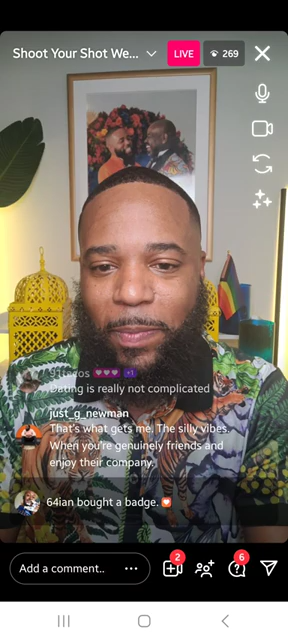 Shoot Your Shot We...
LIVE
269
+1
Dating is really not complicated
just_g_newman
That's what gets me. The silly vibes.
When you're genuinely friends and
enjoy their company.
64ian bought a badge.
2
6
Add a comment..